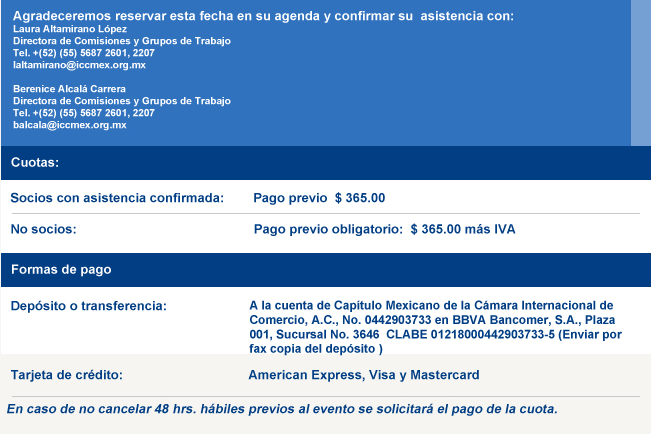 Agradeceremos reservar esta fecha en su agenda y confirmar su  asistencia con:
Laura Altamirano López
Directora de Comisiones y Grupos de Trabajo
Tel. +(52) (55) 5687 2601, 2207
laltamirano@iccmex.org.mx
Berenice Alcalá Carrera
Directora de Comisiones y Grupos de Trabajo
Tel. +(52) (55) 5687 2601, 2207
balcala@iccmex.org.mx
Cuotas:
Socios con asistencia confirmada: Pago previo  $ 365.00
No socios: Pago previo obligatorio:  $ 365.00 más IVA
Formas de pago
Depósito o transferencia: A la cuenta de Capítulo Mexicano de la Cámara Internacional de
Comercio, A.C., No. 0442903733 en BBVA Bancomer, S.A., Plaza
001, Sucursal No. 3646  CLABE 01218000442903733-5 (Enviar por
fax copia del depósito )
Tarjeta de crédito: American Express, Visa y Mastercard
En caso de no cancelar 48 hrs. hábiles previos al evento se solicitará el pago de la cuota.